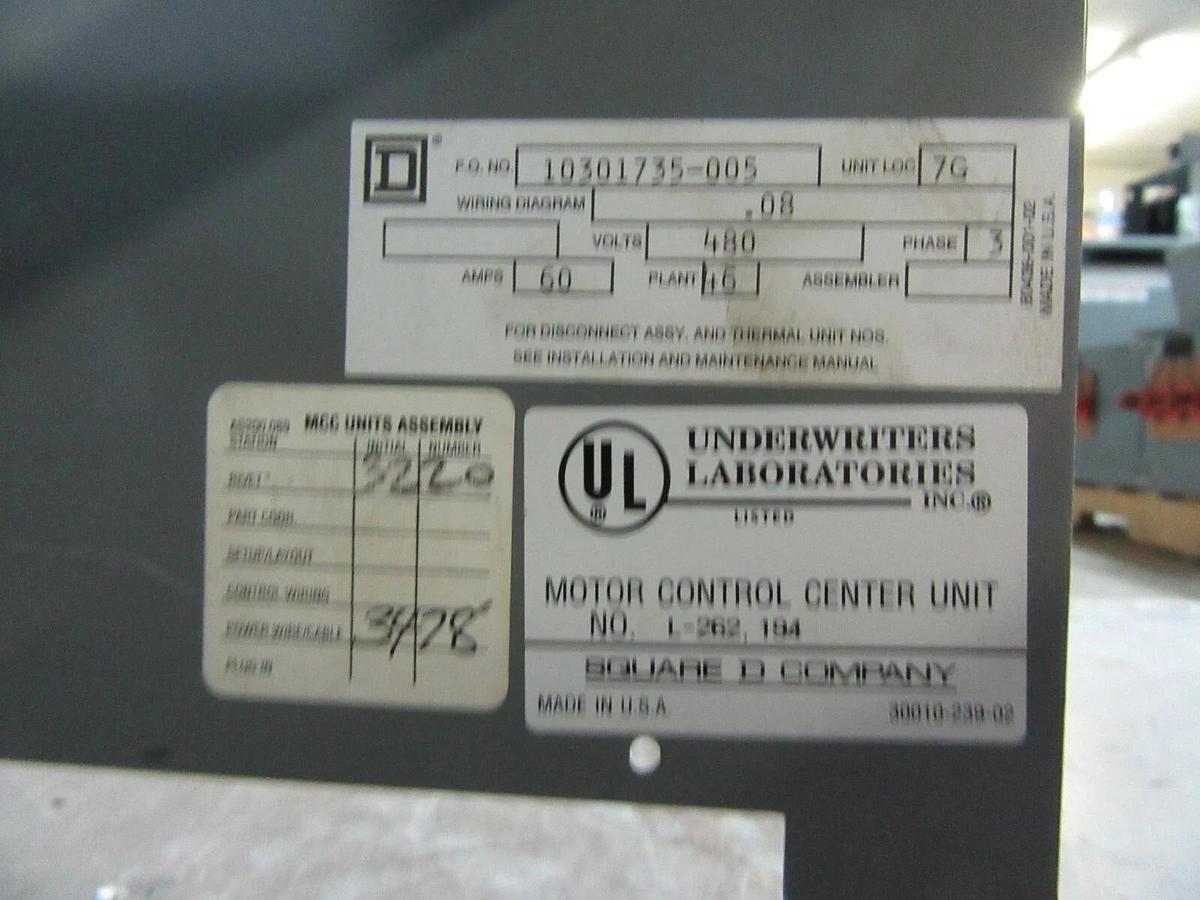 D ®
F.O. NO. 10301735-005 UNIT LOC 7G
WIRING DIAGRAM .08
VOLTS 480 PHASE 3
AMPS 60 PLANT 46 ASSEMBLER
FOR DISCONNECT ASSY. AND THERMAL UNIT NOS.
SEE INSTALLATION AND MAINTENANCE MANUAL
MADE IN U.S.A.
MCC UNITS ASSEMBLY
STATION INITIAL NUMBER
3220
PART CODE
SETUP/LAYOUT
CONTROL WIRING
POWER WIRE/CABLE 3478
PLUG IN
UL ®
UNDERWRITERS
LABORATORIES
INC.®
LISTED
MOTOR CONTROL CENTER UNIT
NO. L-262, 194
SQUARE D COMPANY
MADE IN U.S.A. 30010-239-02